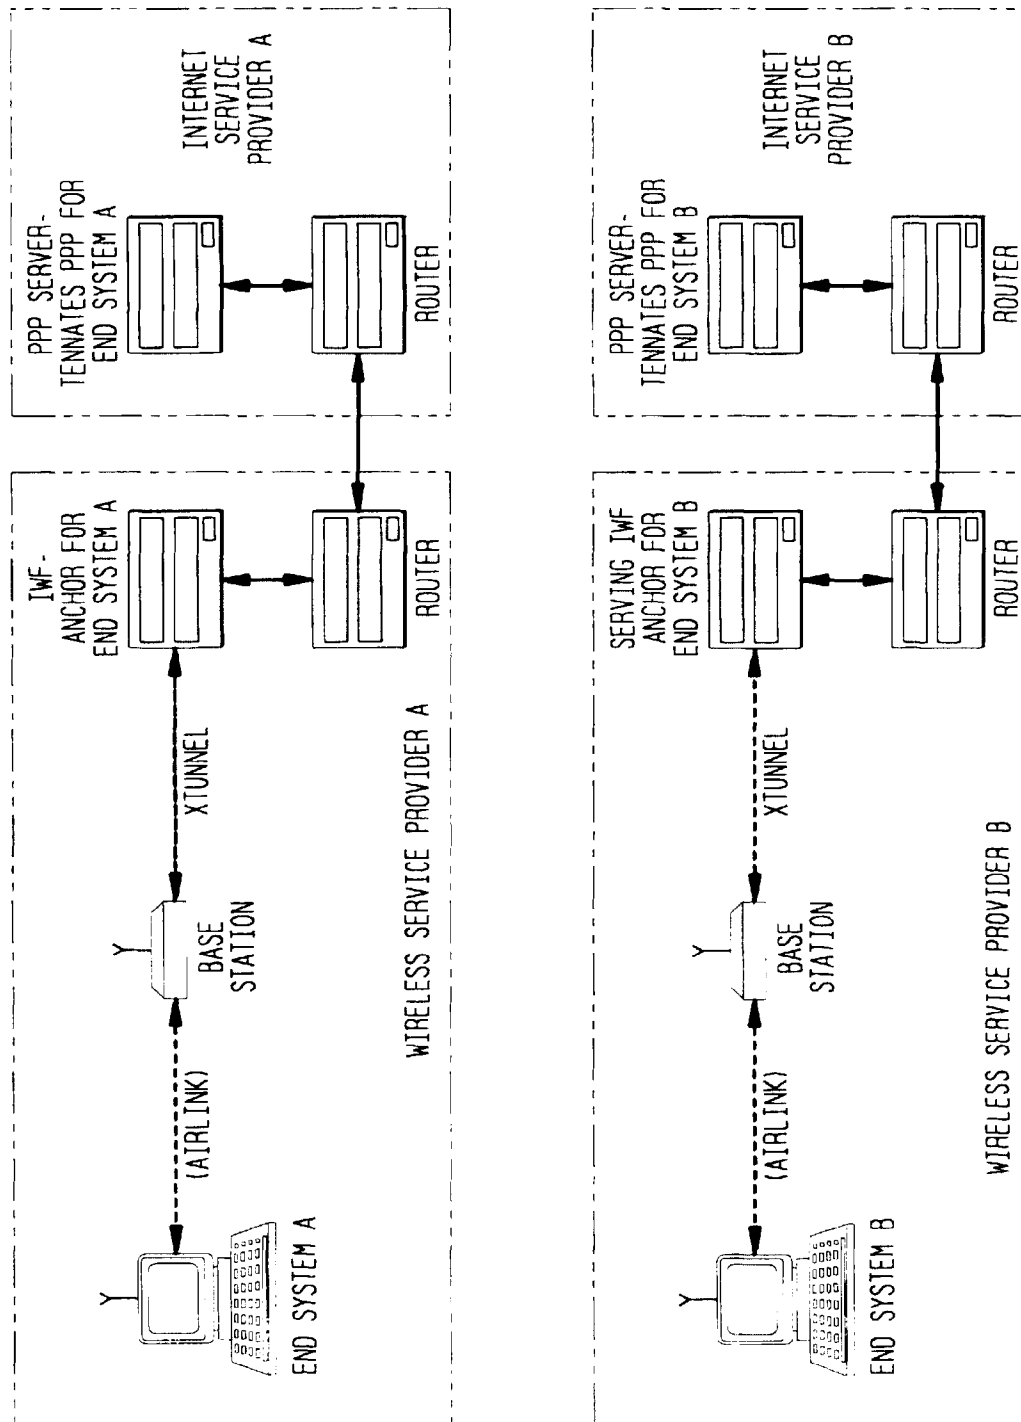 PPP SERVER-
TENNATES PPP FOR
END SYSTEM A
INTERNET
SERVICE
PROVIDER A
ROUTER
IWF-
ANCHOR FOR
END SYSTEM A
ROUTER
XTUNNEL
BASE
STATION
(AIRLINK)
END SYSTEM A
WIRELESS SERVICE PROVIDER A
PPP SERVER-
TENNATES PPP FOR
END SYSTEM B
INTERNET
SERVICE
PROVIDER B
ROUTER
SERVING IWF
ANCHOR FOR
END SYSTEM B
ROUTER
XTUNNEL
BASE
STATION
(AIRLINK)
END SYSTEM B
WIRELESS SERVICE PROVIDER B